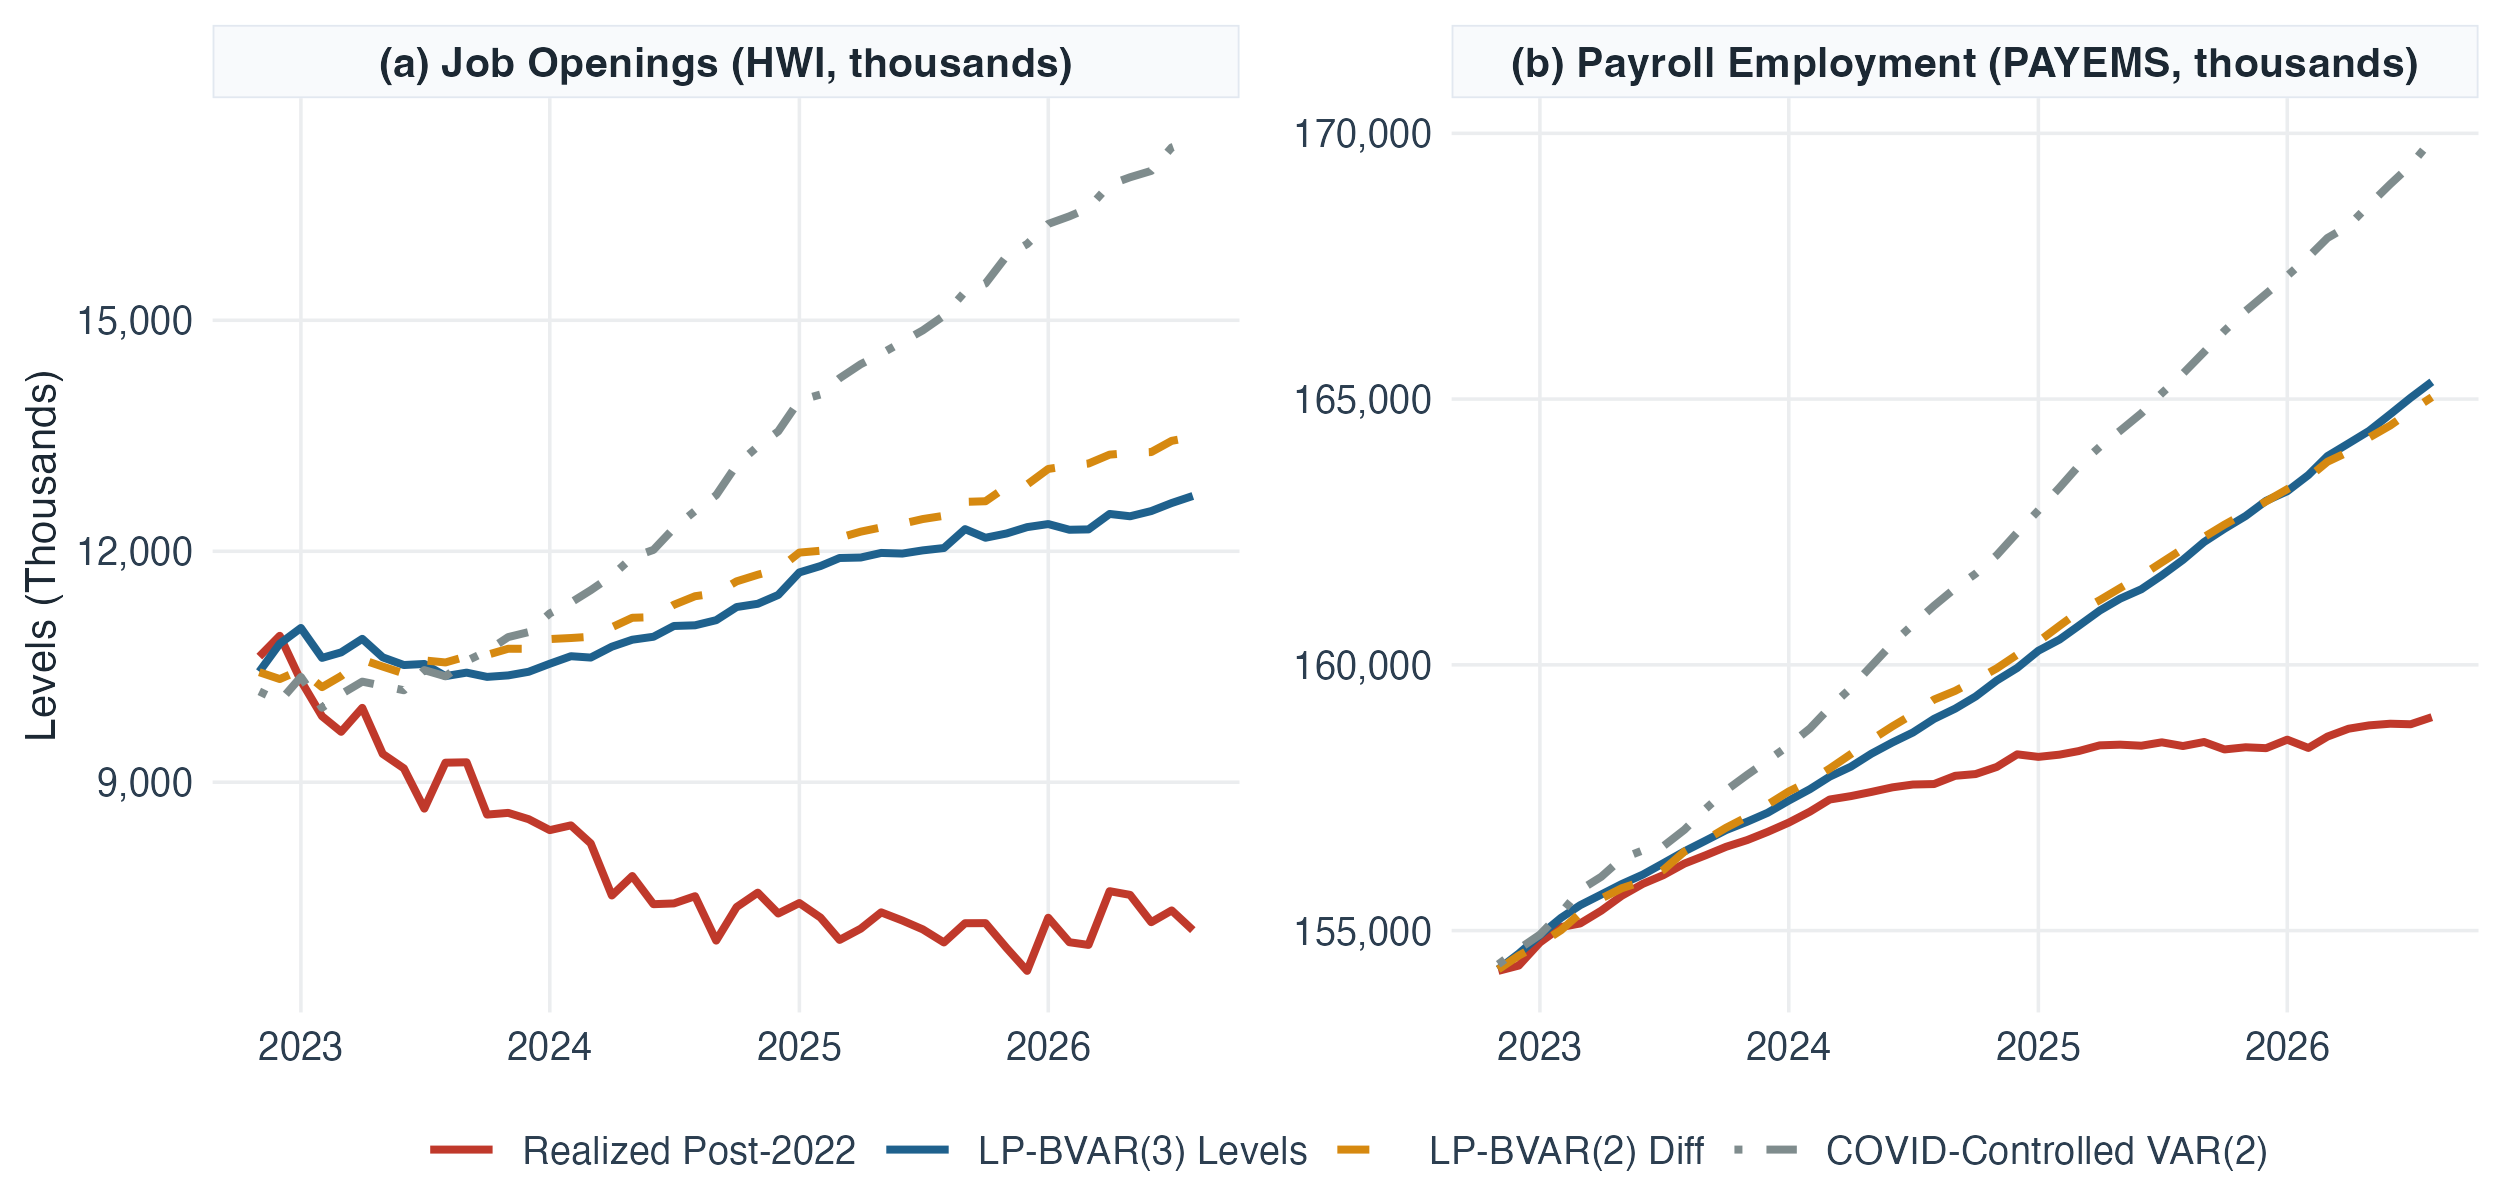 (a) Job Openings (HWI, thousands)
(b) Payroll Employment (PAYEMS, thousands)
Levels (Thousands)
15,000
12,000
9,000
170,000
165,000
160,000
155,000
2023 2024 2025 2026
2023 2024 2025 2026
Realized Post-2022 LP-BVAR(3) Levels LP-BVAR(2) Diff COVID-Controlled VAR(2)